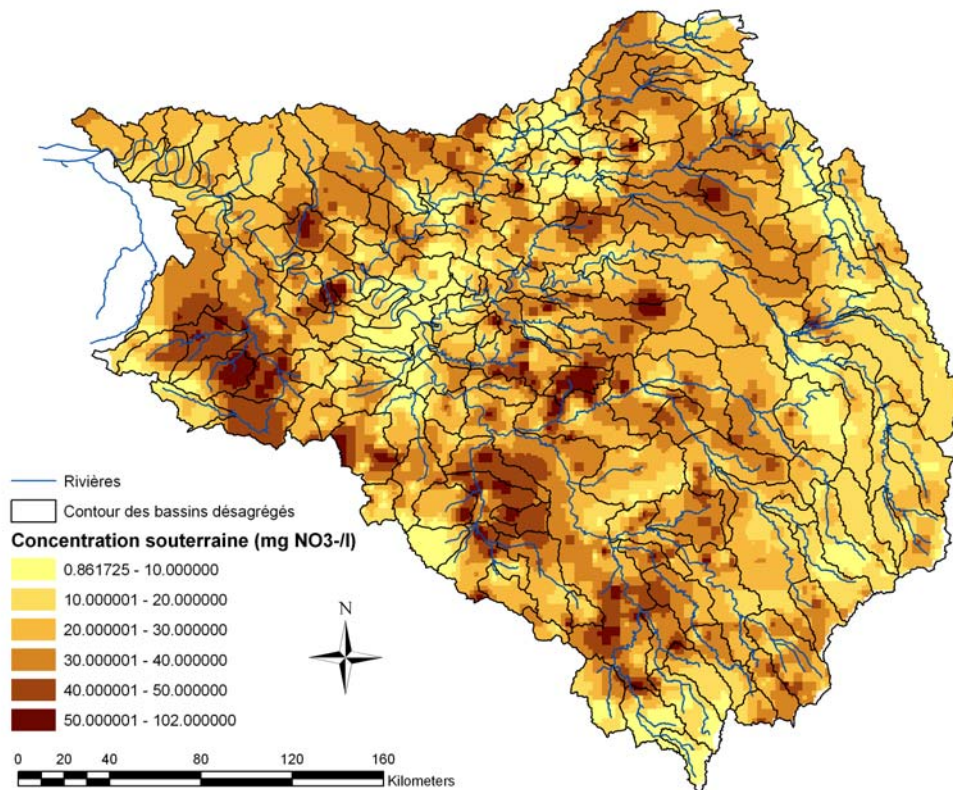 Rivières
Contour des bassins désagrégés
Concentration souterraine (mg NO3-/l)
0.861725 - 10.000000
10.000001 - 20.000000
20.000001 - 30.000000
30.000001 - 40.000000
40.000001 - 50.000000
50.000001 - 102.000000
N
0 20 40 80 120 160
Kilometers